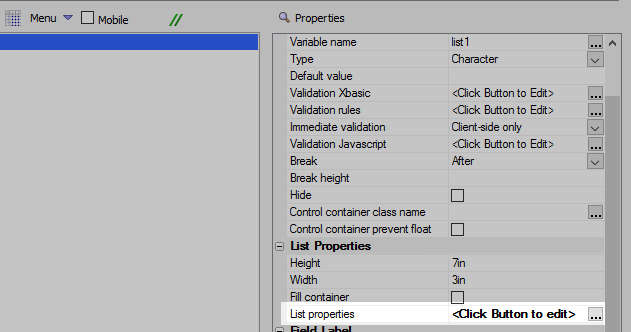 Menu Mobile // Properties
Variable name list1 ...
Type Character
Default value
Validation Xbasic <Click Button to Edit> ...
Validation rules <Click Button to Edit> ...
Immediate validation Client-side only
Validation Javascript <Click Button to Edit> ...
Break After
Break height
Hide
Control container class name ...
Control container prevent float
List Properties
Height 7in
Width 3in
Fill container
List properties <Click Button to edit> ...
Field Label